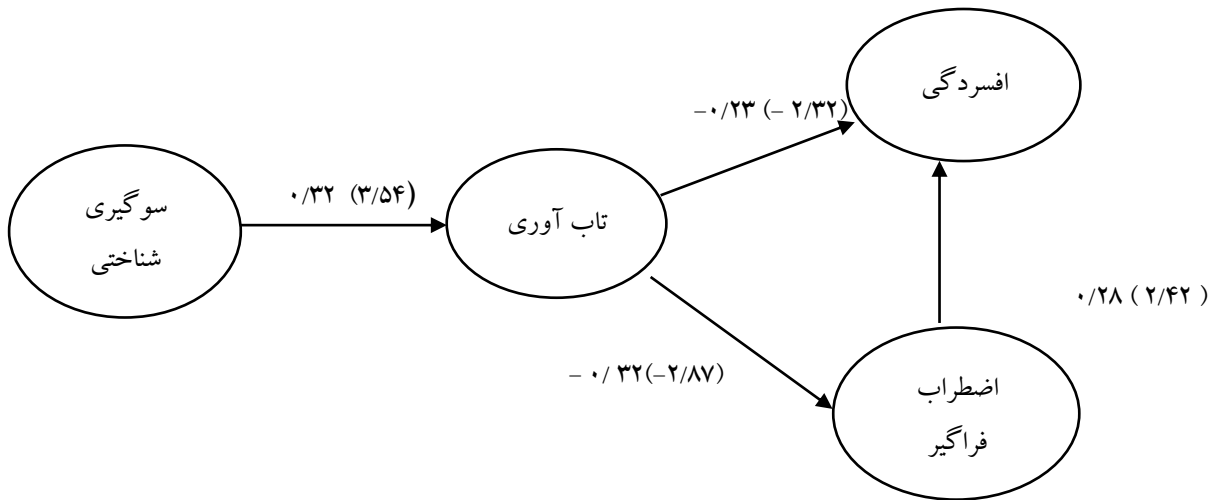 افسردگی
–۰/۲۳ (– ۲/۳۲)
سوگیری
شناختی
۰/۳۲ (۳/۵۴)
تاب آوری
۰/۲۸ ( ۲/۴۲ )
– ۰/ ۳۲(–۲/۸۷)
اضطراب
فراگیر